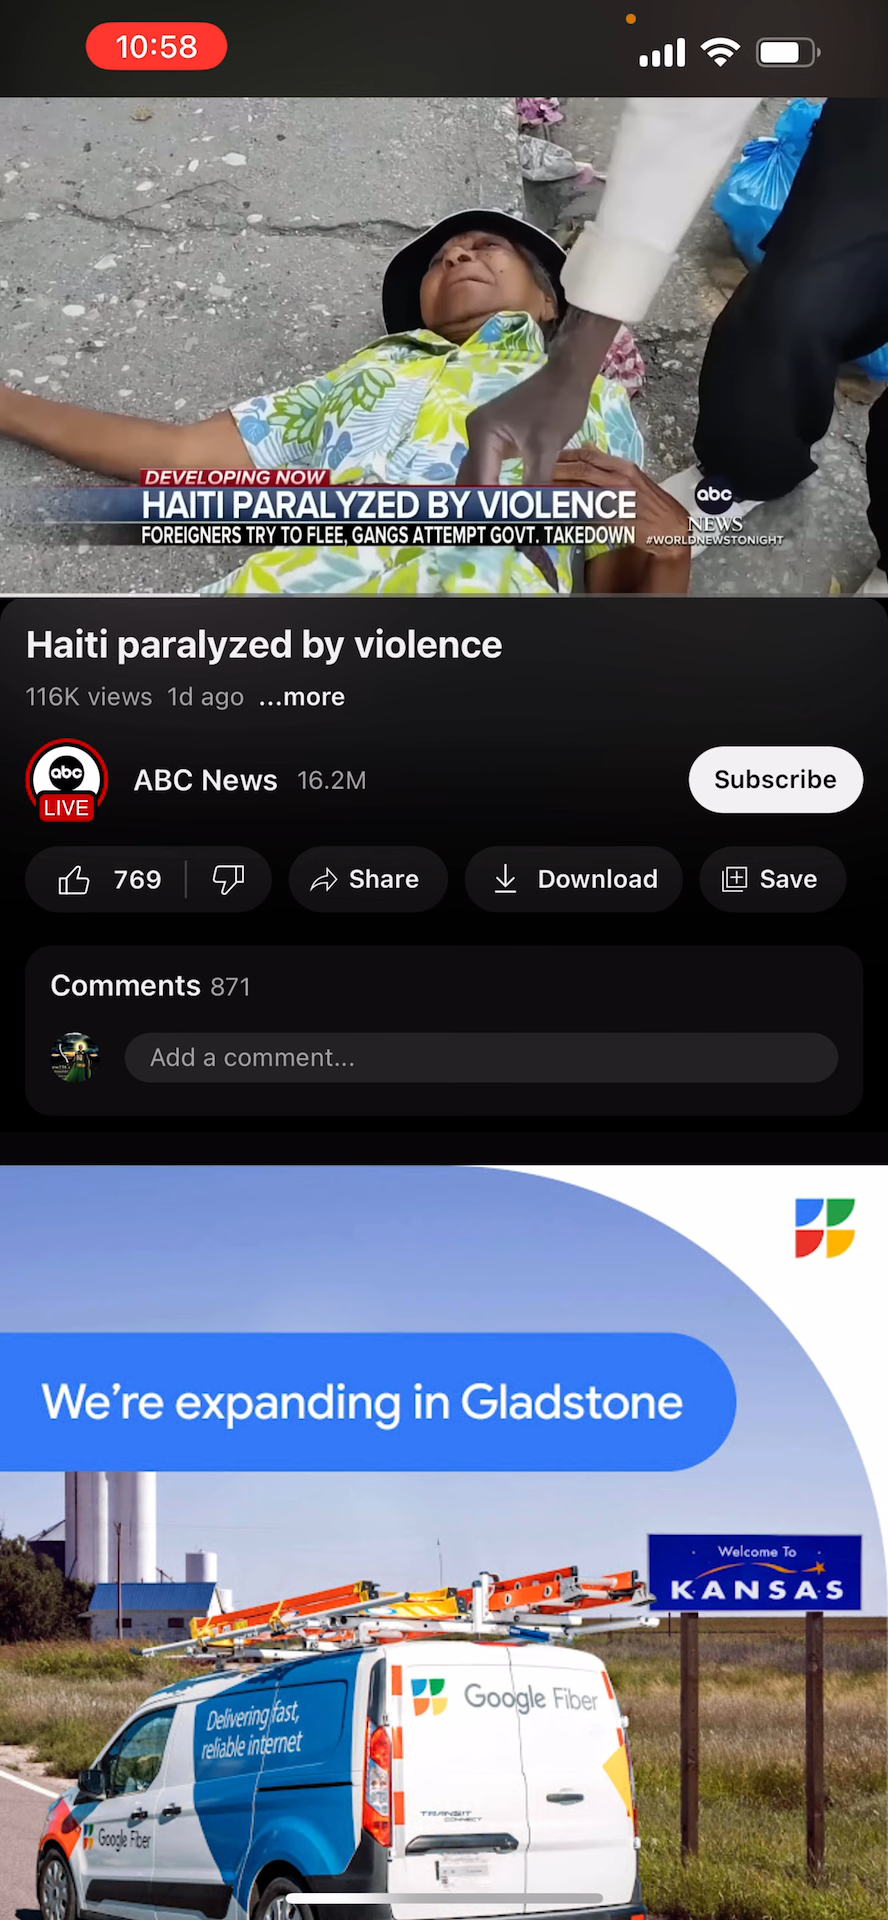 10:58
DEVELOPING NOW
HAITI PARALYZED BY VIOLENCE
FOREIGNERS TRY TO FLEE, GANGS ATTEMPT GOVT. TAKEDOWN
abc
NEWS
#WORLDNEWSTONIGHT
Haiti paralyzed by violence
116K views 1d ago ...more
abc
LIVE
ABC News 16.2M
Subscribe
769
Share
Download
Save
Comments 871
Add a comment...
We're expanding in Gladstone
Welcome To
KANSAS
Google Fiber
Delivering fast,
reliable internet
TRANSIT
CONNECT
Google Fiber